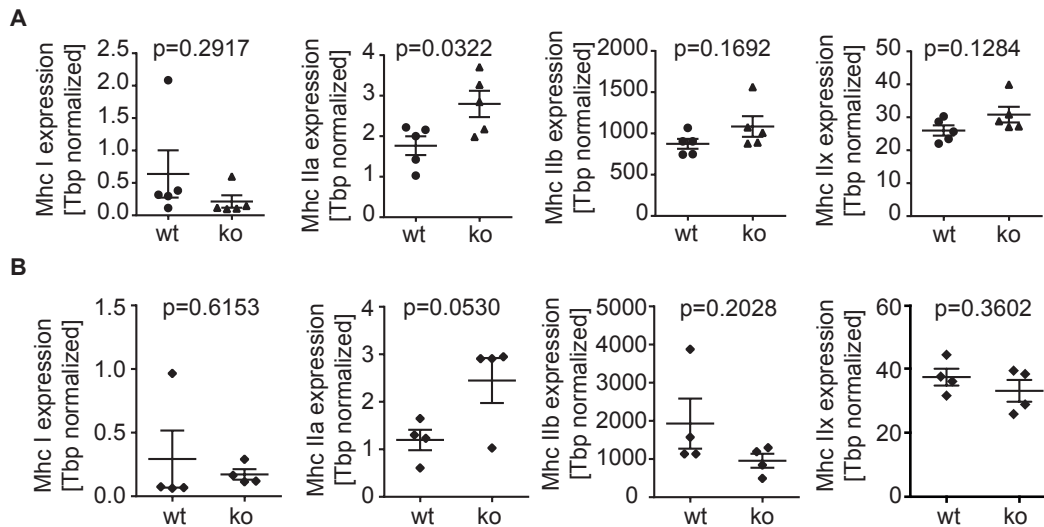 A
Mhc I expression
[Tbp normalized]
p=0.2917
2.5
2.0
1.5
1.0
0.5
0.0
wt ko
Mhc IIa expression
[Tbp normalized]
p=0.0322
4
3
2
1
0
wt ko
Mhc IIb expression
[Tbp normalized]
p=0.1692
2000
1500
1000
500
0
wt ko
Mhc IIx expression
[Tbp normalized]
p=0.1284
50
40
30
20
10
0
wt ko
B
Mhc I expression
[Tbp normalized]
p=0.6153
1.5
1.0
0.5
0.0
wt ko
Mhc IIa expression
[Tbp normalized]
p=0.0530
4
3
2
1
0
wt ko
Mhc IIb expression
[Tbp normalized]
p=0.2028
5000
4000
3000
2000
1000
0
wt ko
Mhc IIx expression
[Tbp normalized]
p=0.3602
60
40
20
0
wt ko